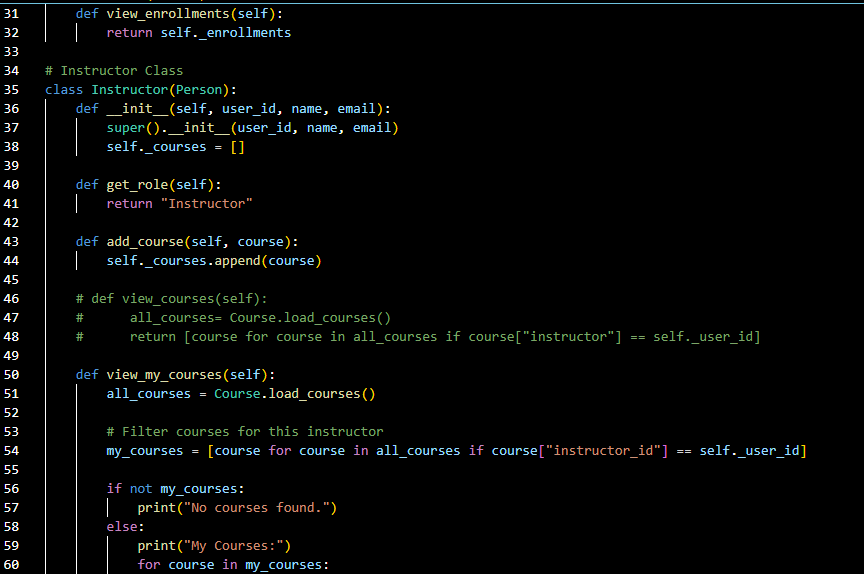 31 def view_enrollments(self):
32 return self._enrollments
33
34 # Instructor Class
35 class Instructor(Person):
36 def __init__(self, user_id, name, email):
37 super().__init__(user_id, name, email)
38 self._courses = []
39
40 def get_role(self):
41 return "Instructor"
42
43 def add_course(self, course):
44 self._courses.append(course)
45
46 # def view_courses(self):
47 #      all_courses= Course.load_courses()
48 #      return [course for course in all_courses if course["instructor"] == self._user_id]
49
50 def view_my_courses(self):
51 all_courses = Course.load_courses()
52
53 # Filter courses for this instructor
54 my_courses = [course for course in all_courses if course["instructor_id"] == self._user_id]
55
56 if not my_courses:
57 print("No courses found.")
58 else:
59 print("My Courses:")
60 for course in my_courses: